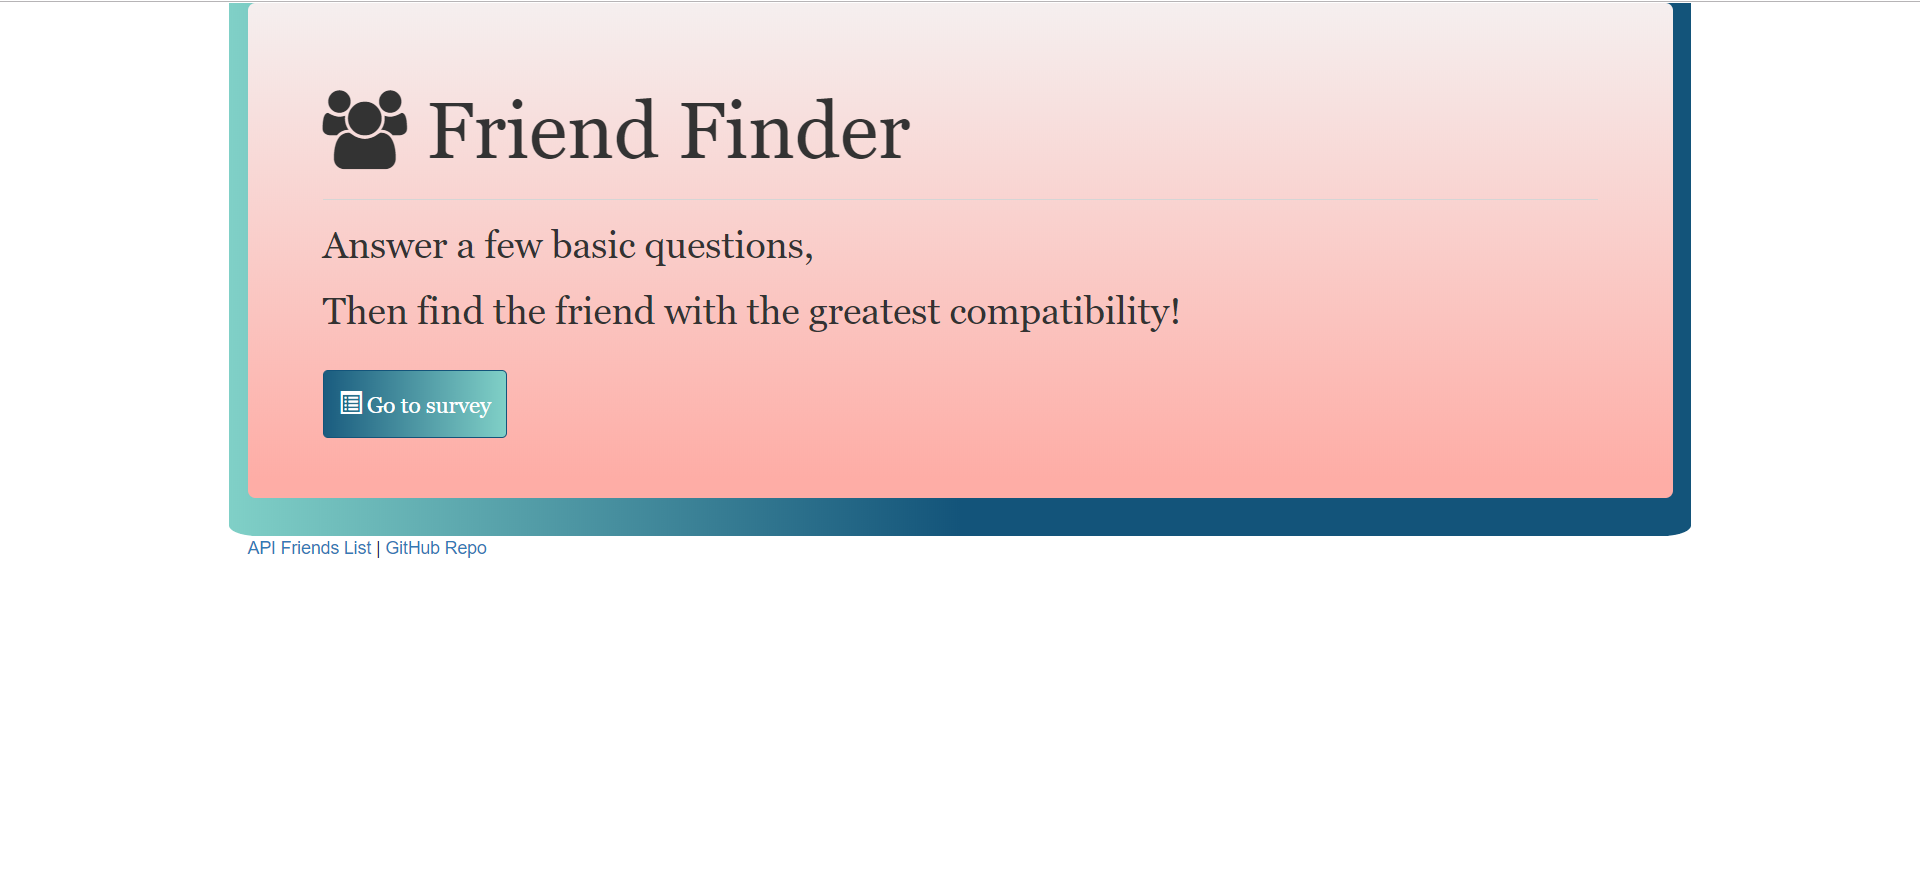 Friend Finder
Answer a few basic questions,
Then find the friend with the greatest compatibility!
Go to survey
API Friends List | GitHub Repo